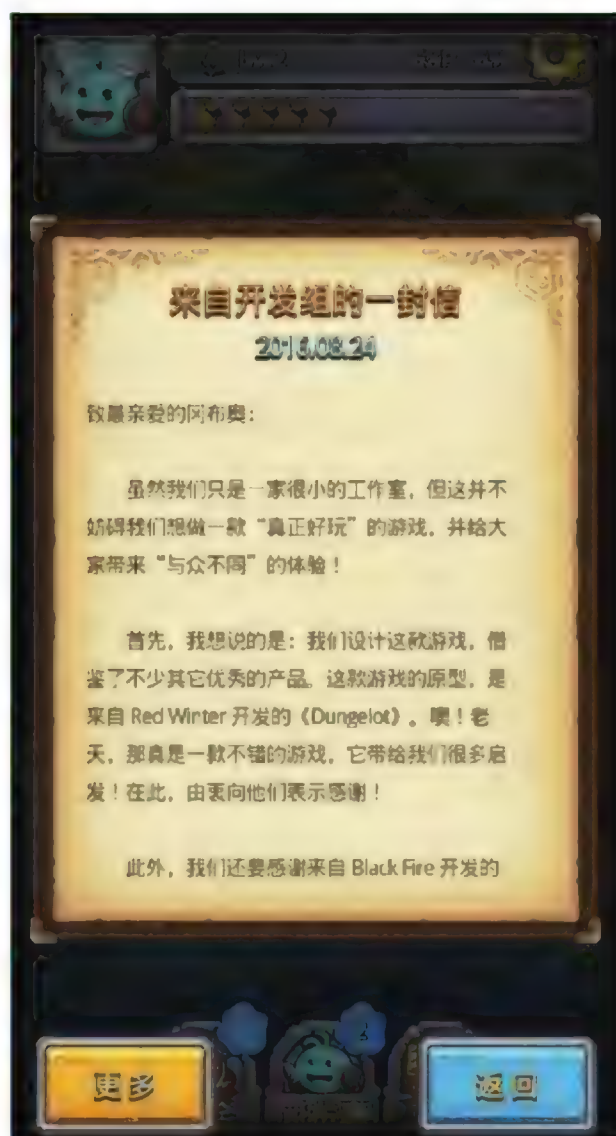 来自开发组的一封信
2016.08.24
致最亲爱的冈布奥：
虽然我们只是一家很小的工作室，但这并不
妨碍我们想做一款“真正好玩”的游戏，并给大
家带来“与众不同”的体验！
首先，我想说的是：我们设计这款游戏，借
鉴了不少其它优秀的产品。这款游戏的原型，是
来自 Red Winter 开发的《Dungelot》。噢！老
天，那真是一款不错的游戏，它带给我们很多启
发！在此，由衷向他们表示感谢！
此外，我们还要感谢来自 Black Fire 开发的
更多
返回